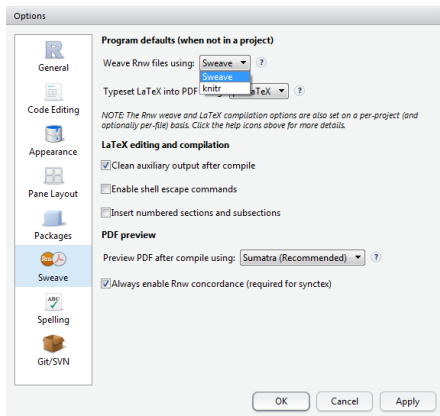 Options
General
Code Editing
Appearance
Pane Layout
Packages
Rnw
Sweave
ABC
Spelling
Git/SVN
Program defaults (when not in a project)
Weave Rnw files using: Sweave ?
Sweave
knitr
Typeset LaTeX into PDF LaTeX ?
NOTE: The Rnw weave and LaTeX compilation options are also set on a per-project (and
optionally per-file) basis. Click the help icons above for more details.
LaTeX editing and compilation
Clean auxiliary output after compile
Enable shell escape commands
Insert numbered sections and subsections
PDF preview
Preview PDF after compile using: Sumatra (Recommended) ?
Always enable Rnw concordance (required for synctex)
OK Cancel Apply